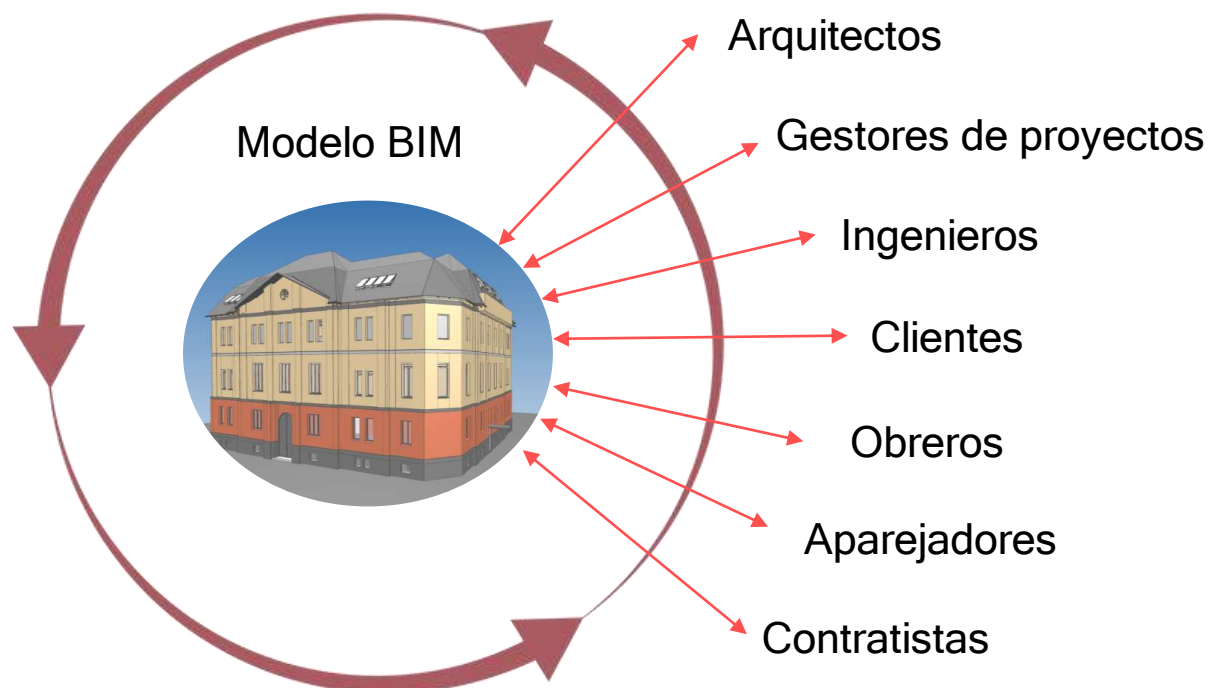 Arquitectos
Modelo BIM
Gestores de proyectos
Ingenieros
Clientes
Obreros
Aparejadores
Contratistas